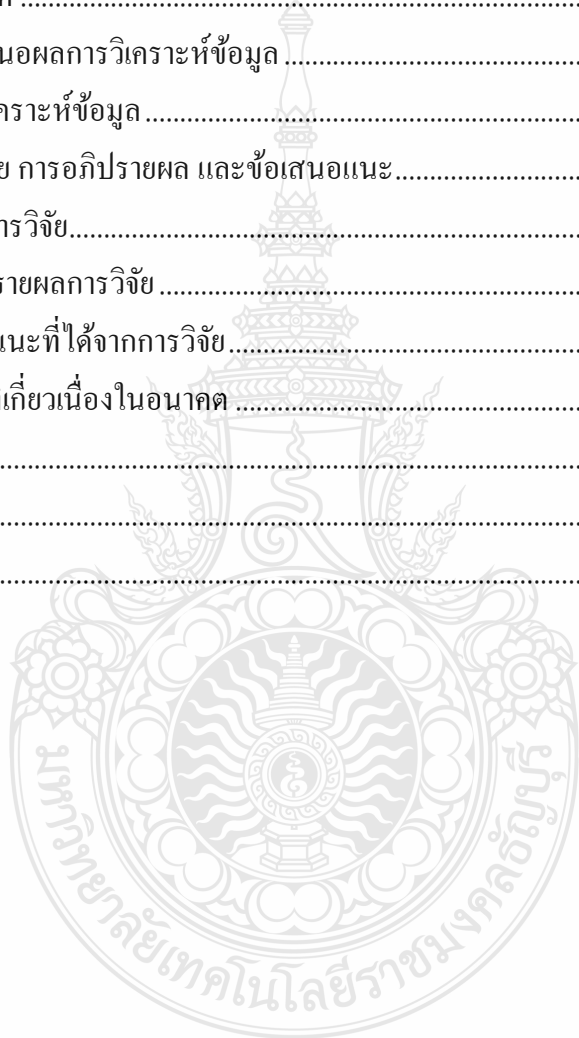 นอผลการวิเคราะห์ข้อมูล ........................................................
คราะห์ข้อมูล ........................................................
ย การอภิปรายผล และข้อเสนอแนะ........................................................
ารวิจัย........................................................
รายผลการวิจัย ........................................................
แนะที่ได้จากการวิจัย........................................................
เกี่ยวเนื่องในอนาคต ........................................................
........................................................
........................................................
........................................................
มหาวิทยาลัยเทคโนโลยีราชมงคลธัญบุรี